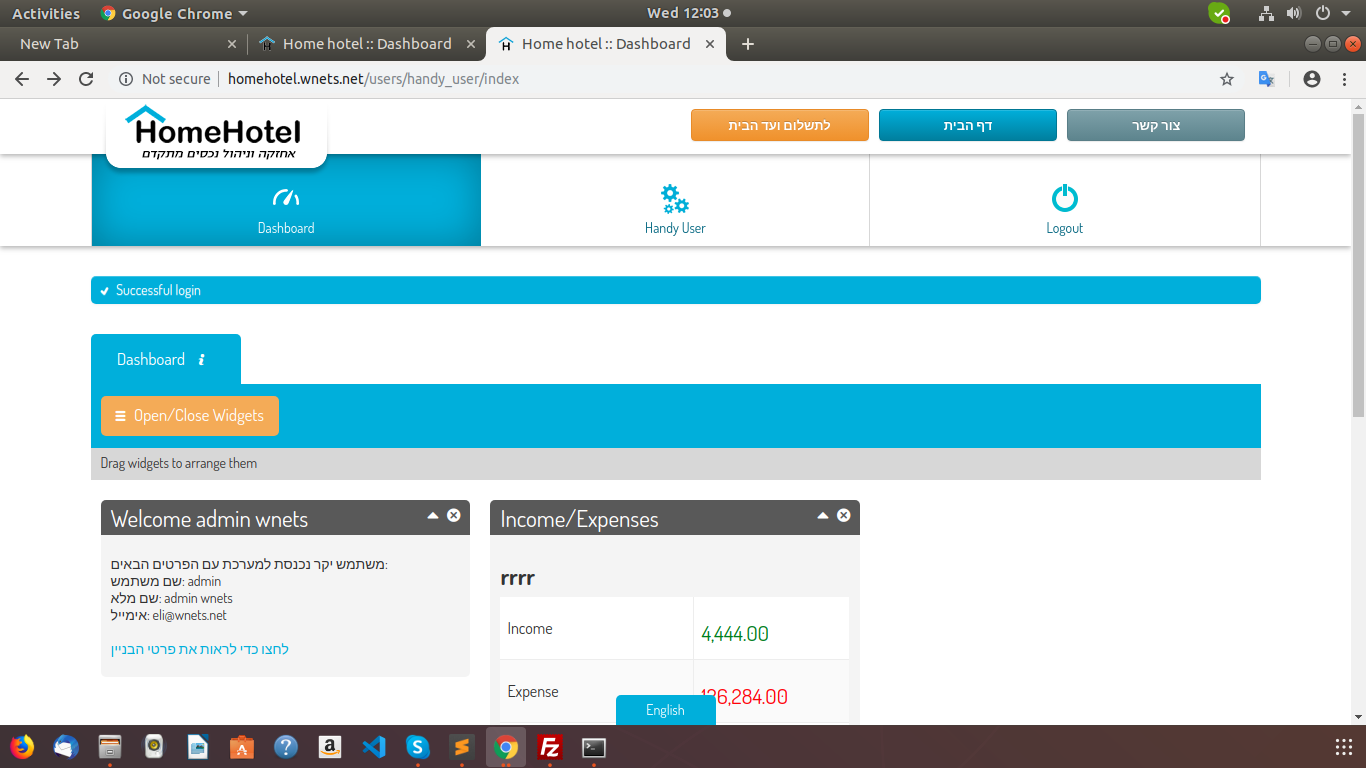 Activities
Google Chrome
Wed 12:03
New Tab
Home hotel :: Dashboard
Home hotel :: Dashboard
Not secure
homehotel.wnets.net/users/handy_user/index
HomeHotel
אחזקה וניהול נכסים מתקדם
לתשלום ועד הבית
דף הבית
צור קשר
Dashboard
Handy User
Logout
Successful login
Dashboard
Open/Close Widgets
Drag widgets to arrange them
Welcome admin wnets
משתמש יקר נכנסת למערכת עם הפרטים הבאים:
שם משתמש: admin
שם מלא: admin wnets
אימייל: eli@wnets.net
לחצו כדי לראות את פרטי הבניין
Income/Expenses
rrrr
Income
4,444.00
Expense
136,284.00
English